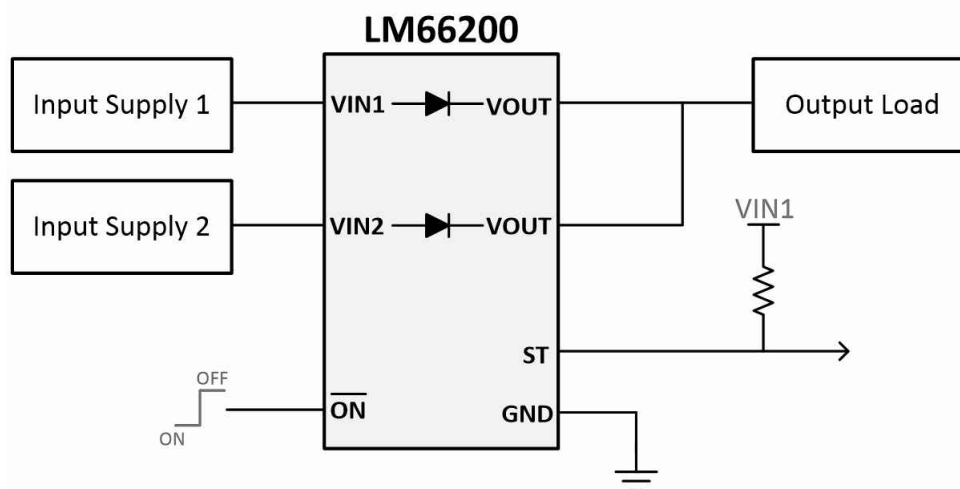 LM66200
Input Supply 1
VIN1
VOUT
Output Load
Input Supply 2
VIN2
VOUT
VIN1
ST
OFF
ON
ON
GND